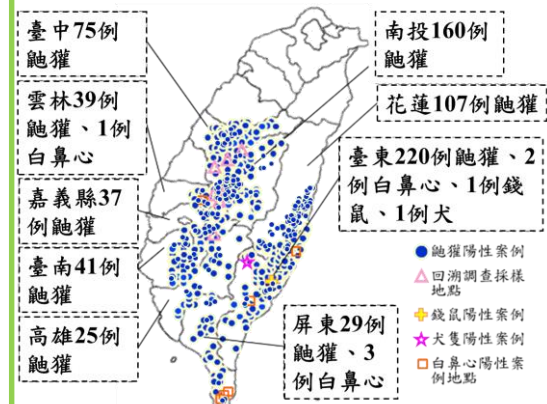 臺中75例
鼬獾
南投160例
鼬獾
雲林39例
鼬獾、1例
白鼻心
花蓮107例鼬獾
臺東220例鼬獾、2
例白鼻心、1例錢
鼠、1例犬
嘉義縣37
例鼬獾
臺南41例
鼬獾
高雄25例
鼬獾
屏東29例
鼬獾、3
例白鼻心
鼬獾陽性案例
回溯調查採樣
地點
錢鼠陽性案例
犬隻陽性案例
白鼻心陽性案
例地點